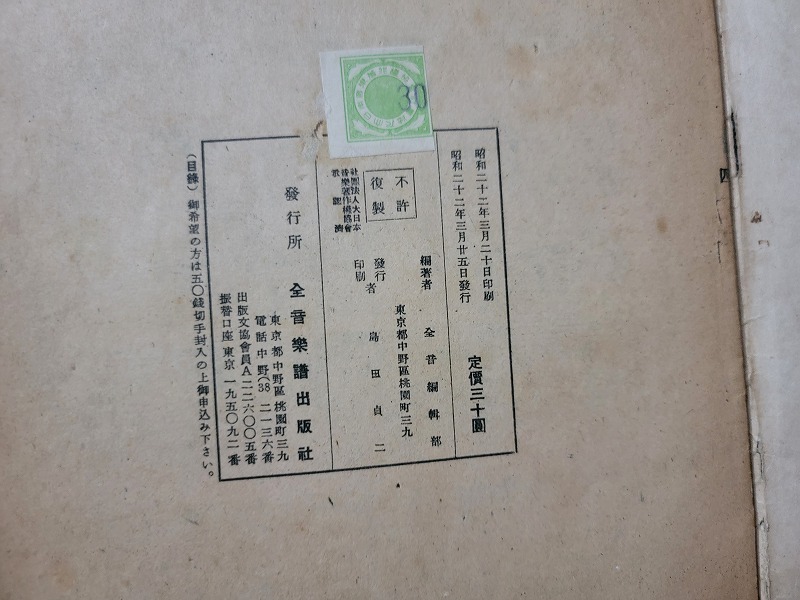 昭和二十二年三月二十日印刷
昭和二十二年三月廿五日發行
定價三十圓
編著者 全音編輯部
東京都中野區桃園町三九
發行
印刷
者 島田貞二
不許
復製
社團法人大日本
音樂著作權協會
承認濟
發行所 全音樂譜出版社
東京都中野區桃園町三九
電話中野(38)二一三六番
出版文協會員A二二六〇〇五番
振替口座東京一九五〇九二番
(目錄)御希望の方は五〇錢切手封入の上御申込み下さい。
30
四